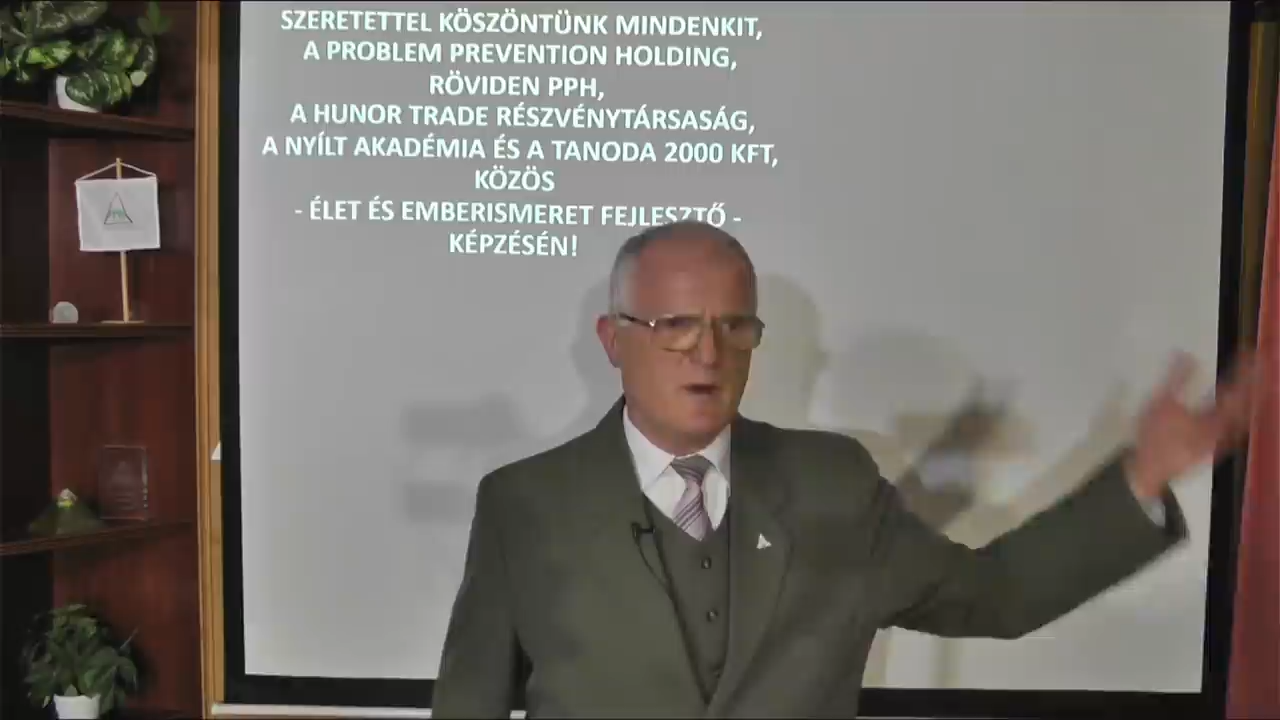 SZERETETTEL KÖSZÖNTÜNK MINDENKIT,
A PROBLEM PREVENTION HOLDING,
RÖVIDEN PPH,
A HUNOR TRADE RÉSZVÉNYTÁRSASÁG,
A NYÍLT AKADÉMIA ÉS A TANODA 2000 KFT,
KÖZÖS
- ÉLET ÉS EMBERISMERET FEJLESZTŐ -
KÉPZÉSÉN!